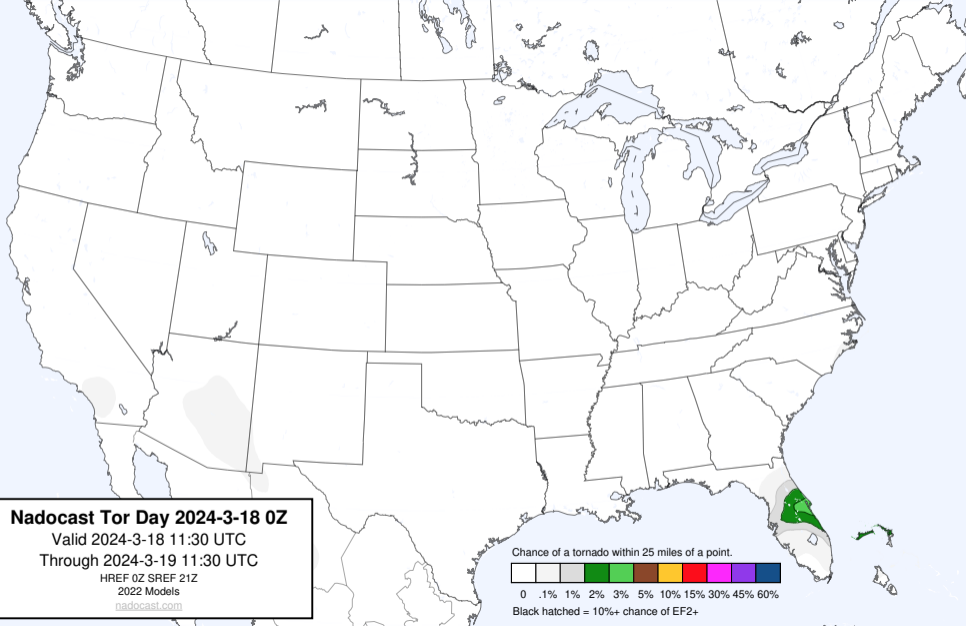 Nadocast Tor Day 2024-3-18 0Z
Valid 2024-3-18 11:30 UTC
Through 2024-3-19 11:30 UTC
HREF 0Z SREF 21Z
2022 Models
nadocast.com
Chance of a tornado within 25 miles of a point.
0 .1% 1% 2% 3% 5% 10% 15% 30% 45% 60%
Black hatched = 10%+ chance of EF2+